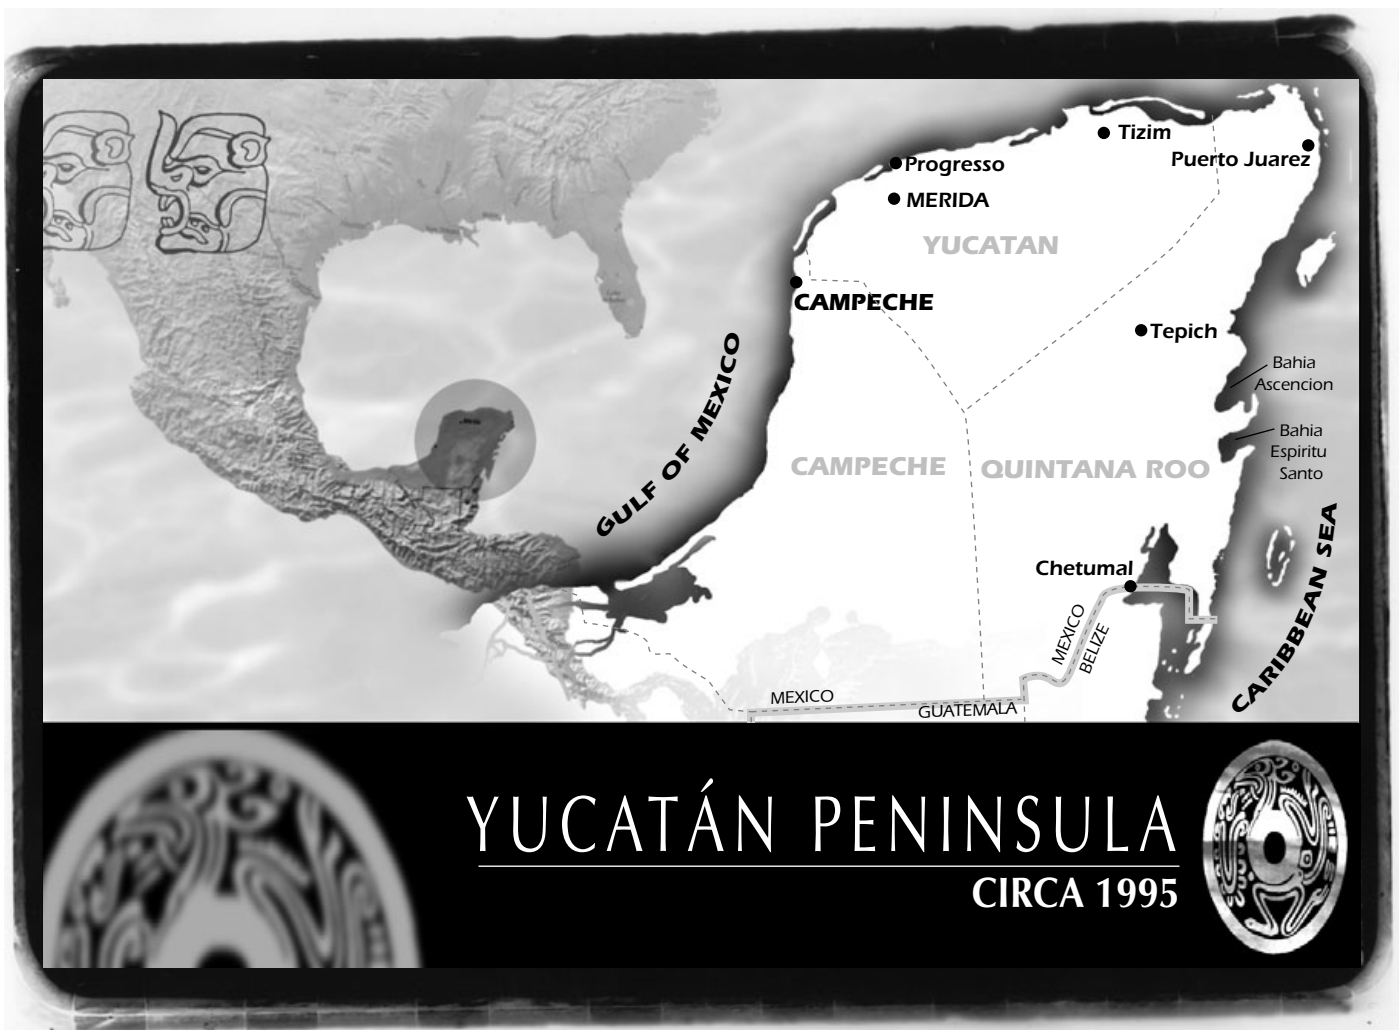 Tizim
Puerto Juarez
Progresso
MERIDA
YUCATAN
CAMPECHE
Tepich
GULF OF MEXICO
Bahia
Ascencion
Bahia
Espiritu
Santo
CAMPECHE
QUINTANA ROO
CARIBBEAN SEA
Chetumal
MEXICO
BELIZE
MEXICO
GUATEMALA
YUCATÁN PENINSULA
CIRCA 1995